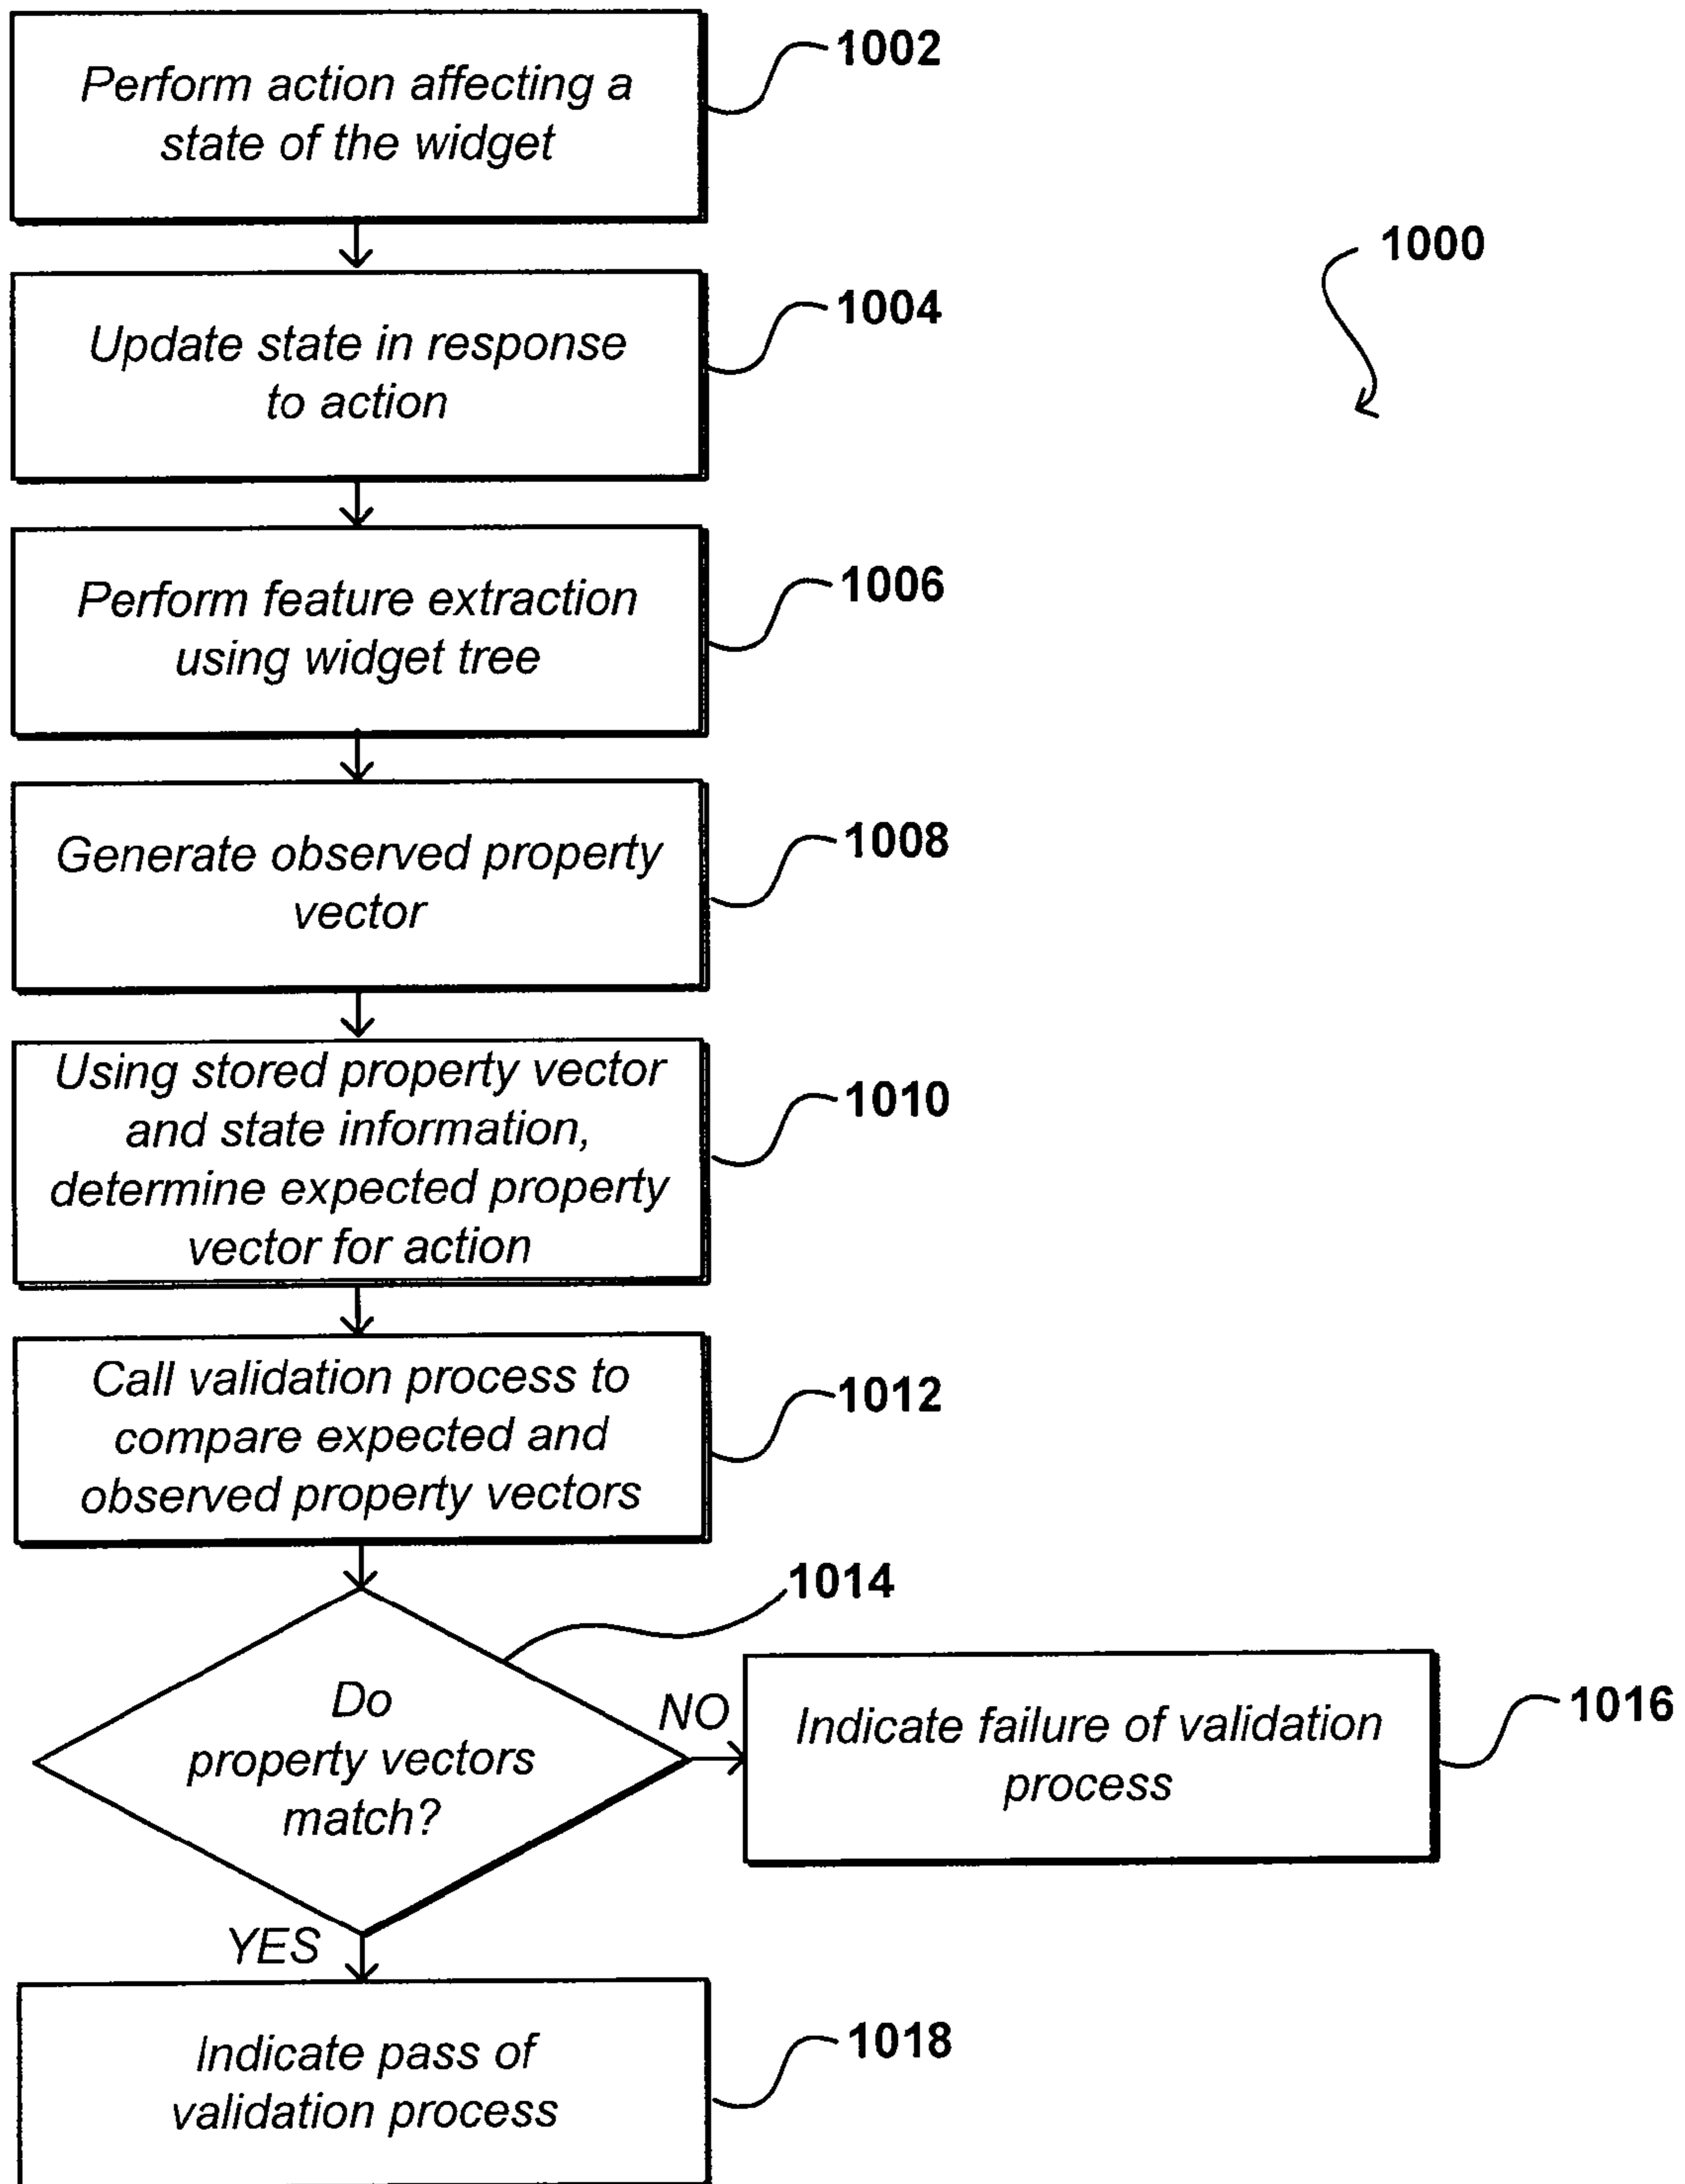 Perform action affecting a
state of the widget
1002
1000
Update state in response
to action
1004
Perform feature extraction
using widget tree
1006
Generate observed property
vector
1008
Using stored property vector
and state information,
determine expected property
vector for action
1010
Call validation process to
compare expected and
observed property vectors
1012
1014
Do
property vectors
match?
NO
Indicate failure of validation
process
1016
YES
Indicate pass of
validation process
1018